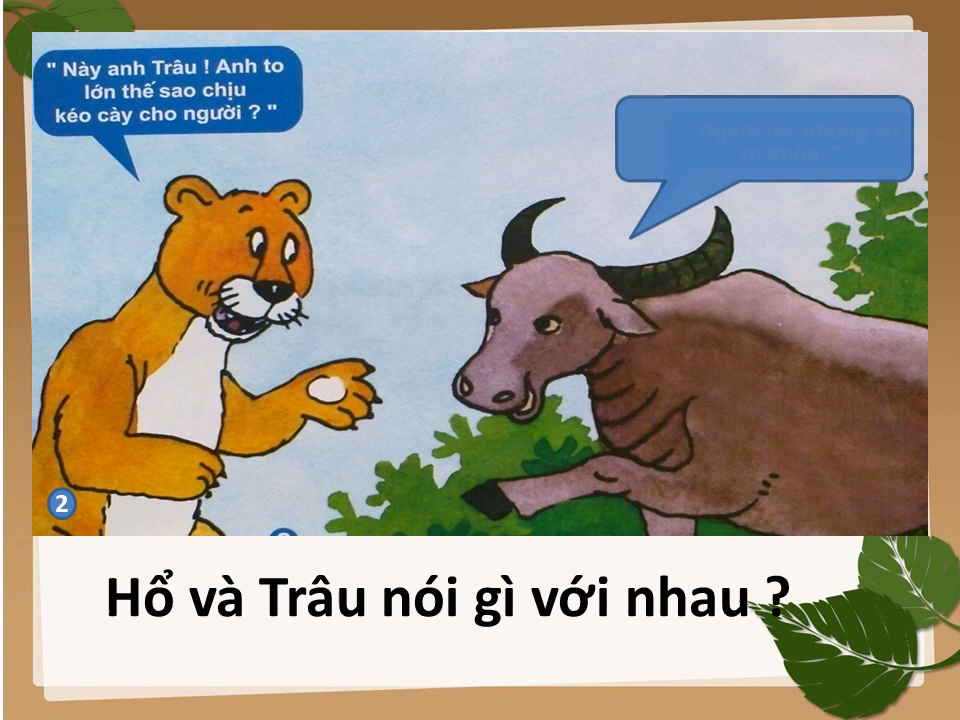 " Này anh Trâu ! Anh to
lớn thế sao chịu
kéo cày cho người ? "
2
Hổ và Trâu nói gì với nhau ?